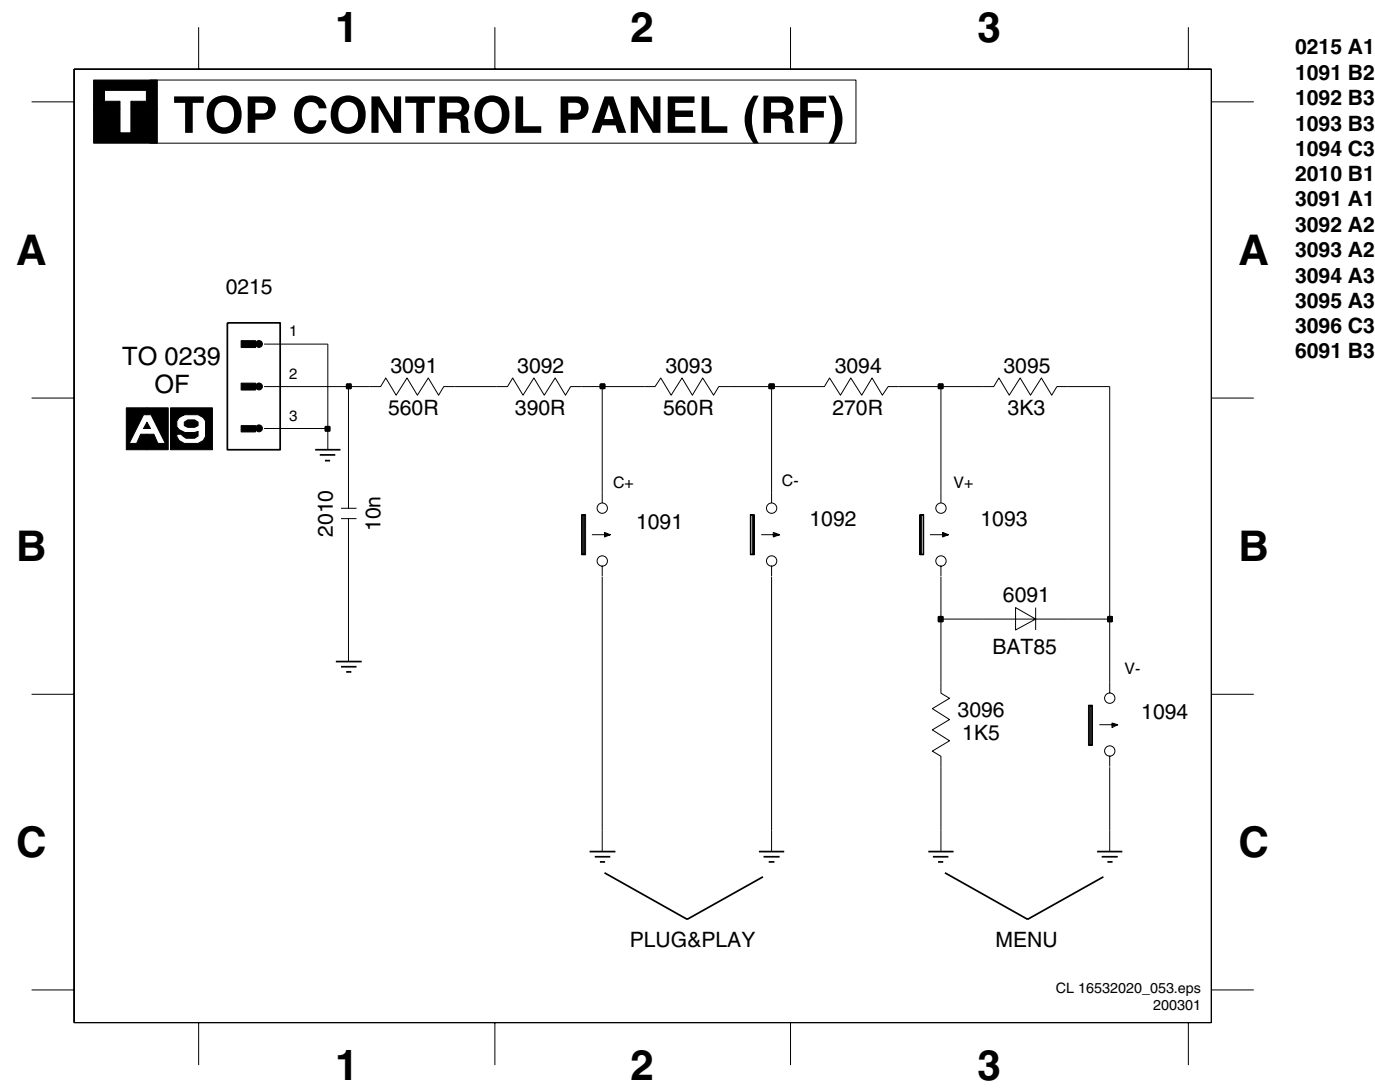 1 2 3
0215 A1
1091 B2
1092 B3
1093 B3
1094 C3
2010 B1
3091 A1
3092 A2
3093 A2
3094 A3
3095 A3
3096 C3
6091 B3
T TOP CONTROL PANEL (RF)
A A
0215
1
TO 0239
OF
A9
2
3
3091
560R
3092
390R
3093
560R
3094
270R
3095
3K3
2010
10n
C+
1091
C-
1092
V+
1093
B B
6091
BAT85
V-
3096
1K5
1094
C C
PLUG&PLAY
MENU
CL 16532020_053.eps
200301
1 2 3